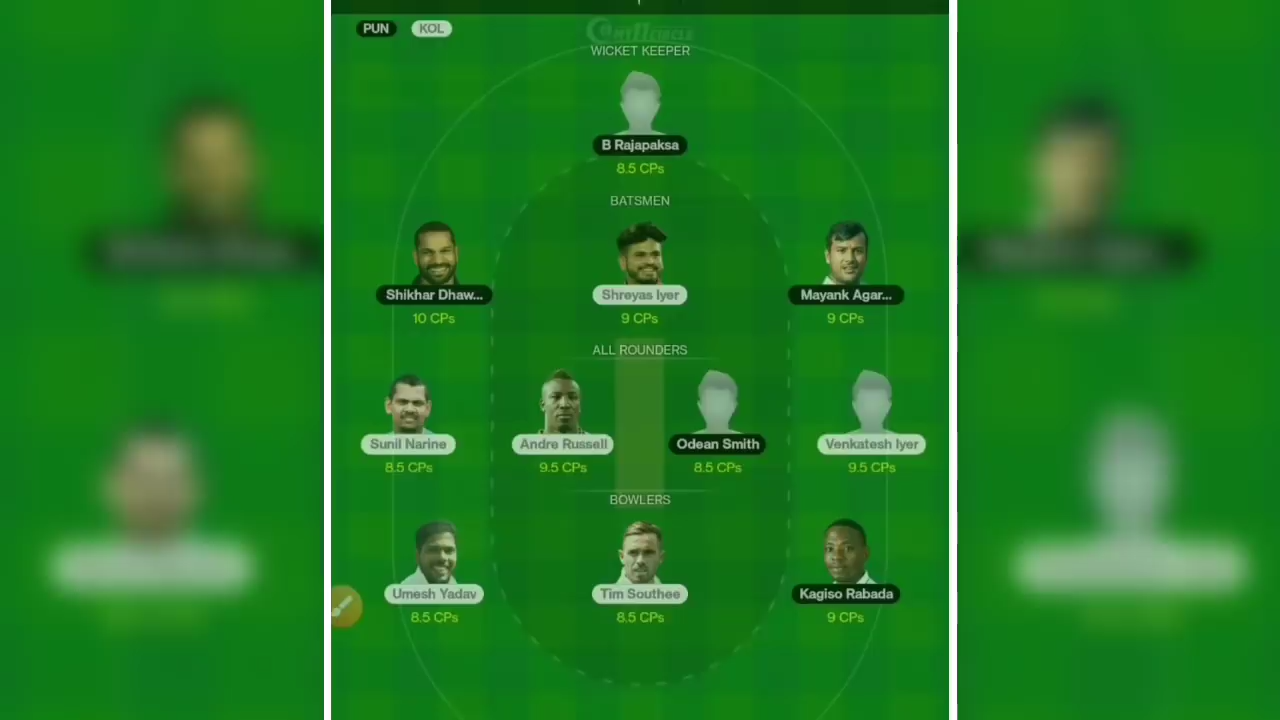 PUN KOL
WICKET KEEPER
B Rajapaksa
8.5 CPs
BATSMEN
Shikhar Dhaw... Shreyas Iyer Mayank Agar...
10 CPs 9 CPs 9 CPs
ALL ROUNDERS
Sunil Narine Andre Russell Odean Smith Venkatesh Iyer
8.5 CPs 9.5 CPs 8.5 CPs 9.5 CPs
BOWLERS
Umesh Yadav Tim Southee Kagiso Rabada
8.5 CPs 8.5 CPs 9 CPs